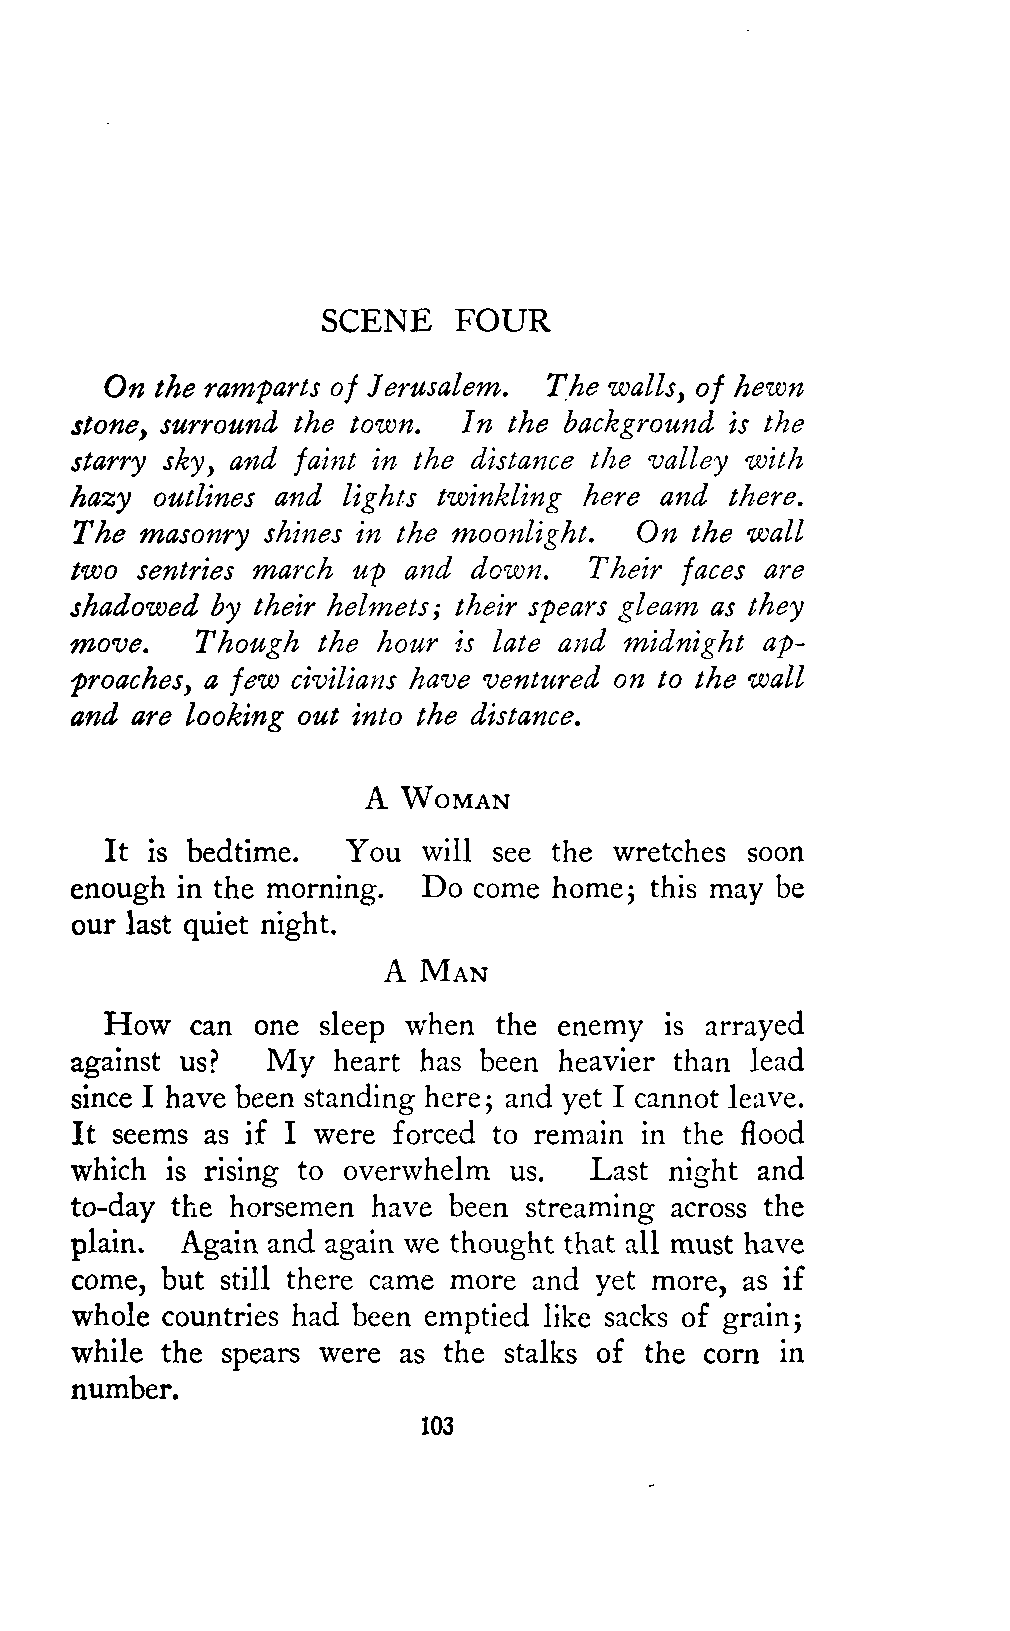 SCENE FOUR
On the ramparts of Jerusalem. The walls, of hewn
stone, surround the town. In the background is the
starry sky, and faint in the distance the valley with
hazy outlines and lights twinkling here and there.
The masonry shines in the moonlight. On the wall
two sentries march up and down. Their faces are
shadowed by their helmets; their spears gleam as they
move. Though the hour is late and midnight ap-
proaches, a few civilians have ventured on to the wall
and are looking out into the distance.
A WOMAN
It is bedtime. You will see the wretches soon
enough in the morning. Do come home; this may be
our last quiet night.
A MAN
How can one sleep when the enemy is arrayed
against us? My heart has been heavier than lead
since I have been standing here; and yet I cannot leave.
It seems as if I were forced to remain in the flood
which is rising to overwhelm us. Last night and
to-day the horsemen have been streaming across the
plain. Again and again we thought that all must have
come, but still there came more and yet more, as if
whole countries had been emptied like sacks of grain;
while the spears were as the stalks of the corn in
number.
103